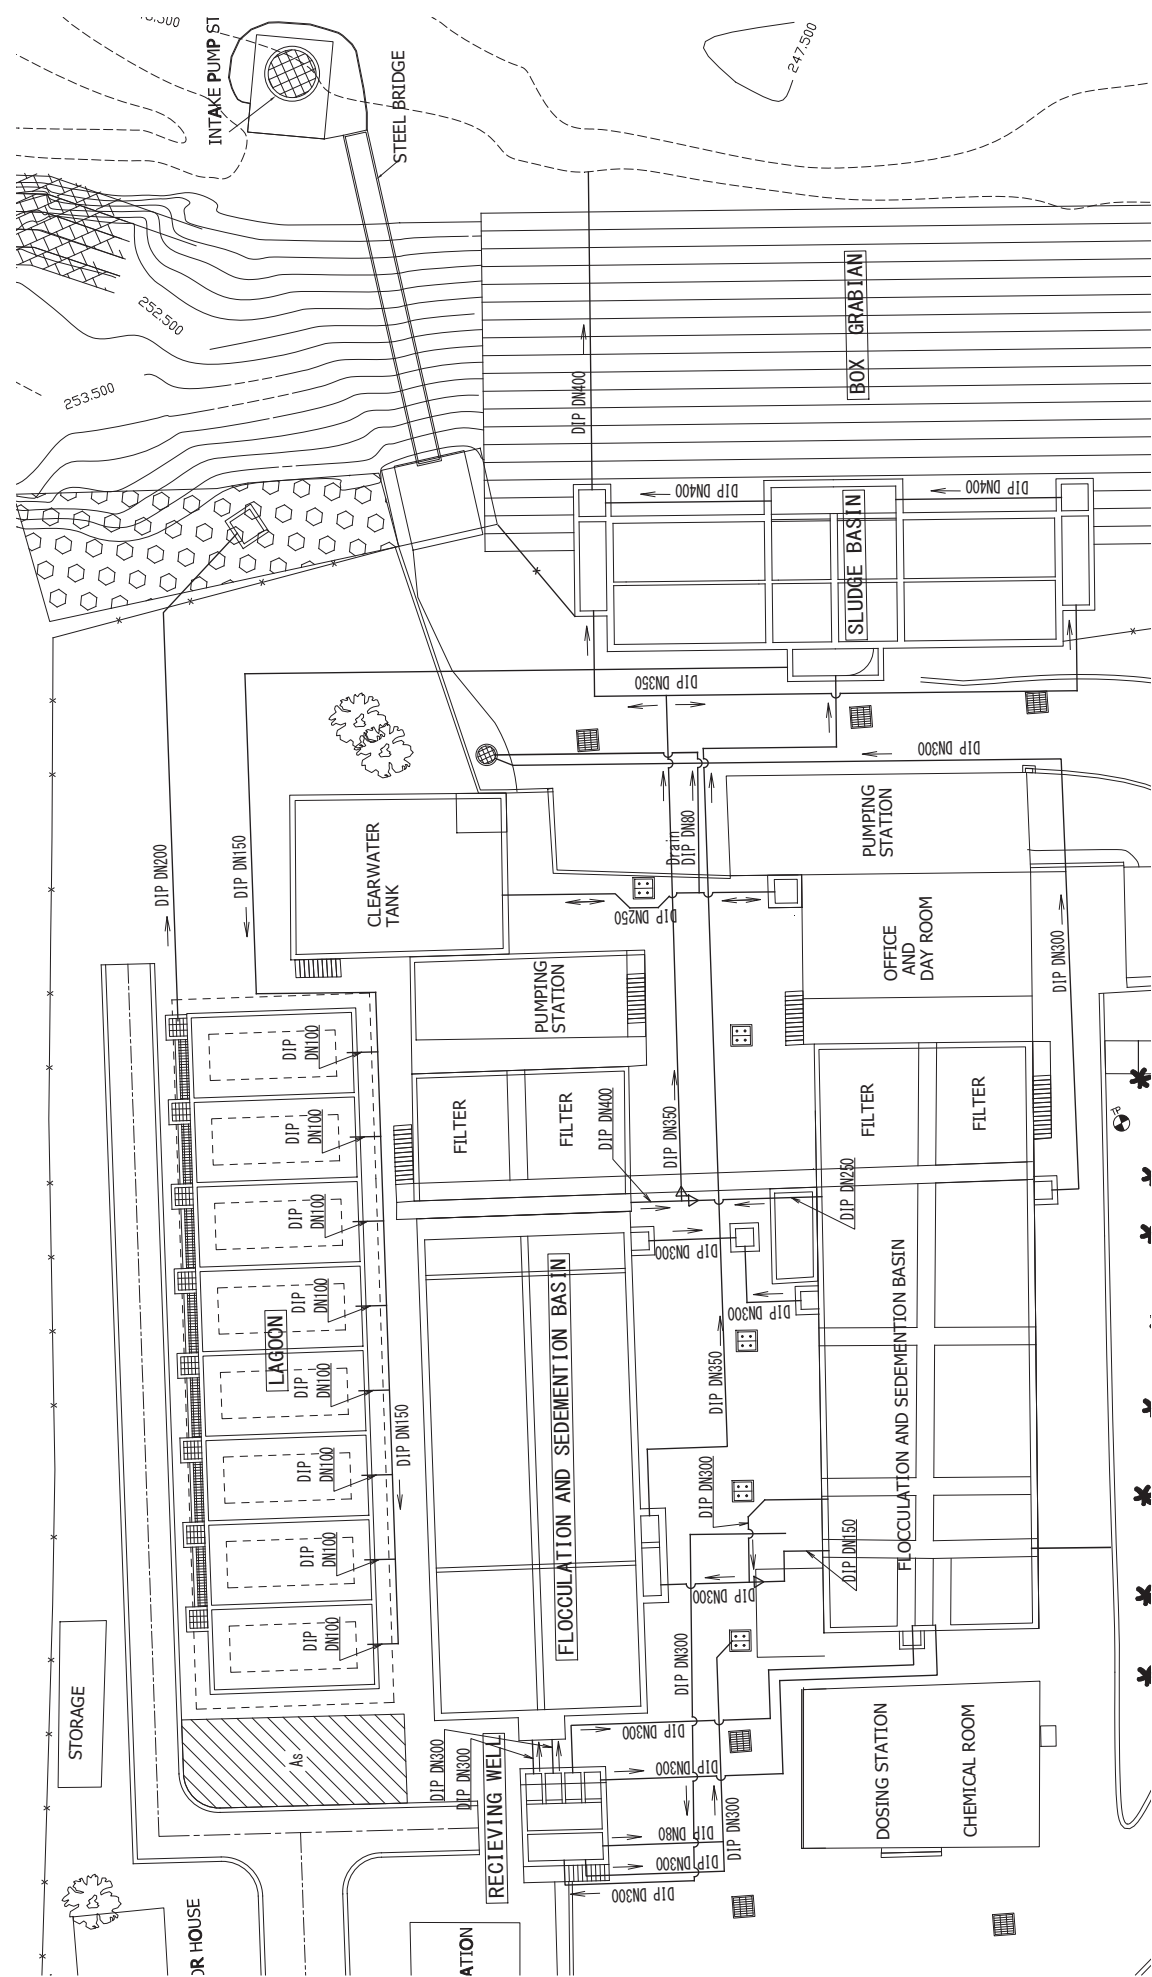 INTAKE PUMP ST
STEEL BRIDGE
247.500
252.500
253.500
BOX GRABIAN
DIP DN400
DIP DN400
DIP DN400
SLUDGE BASIN
DIP DN350
DIP DN300
DIP DN200
DIP DN150
CLEARWATER
TANK
Drain
DIP DN80
PUMPING
STATION
DIP DN250
OFFICE
AND
DAY ROOM
DIP DN300
PUMPING
STATION
DIP
DN100
DIP
DN100
DIP
DN100
DIP
DN100
DIP
DN100
DIP
DN100
DIP
DN100
DIP
DN100
LAGOON
FILTER
FILTER
DIP DN400
DIP DN350
FILTER
FILTER
TP
DIP DN250
DIP DN300
DIP DN300
FLOCCULATION AND SEDEMENTION BASIN
FLOCCULATION AND SEDEMENTION BASIN
DIP DN350
DIP DN150
DIP DN300
DIP DN150
DIP DN300
DIP DN300
STORAGE
As
DIP DN300
DIP DN300
RECIEVING WELL
DIP DN300
DIP DN300
DIP DN80
DIP DN300
DIP DN300
DIP DN300
DOSING STATION
CHEMICAL ROOM
OR HOUSE
ATION